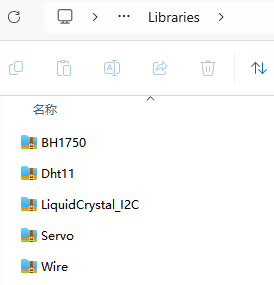 Libraries
名称
BH1750
Dht11
LiquidCrystal_I2C
Servo
Wire